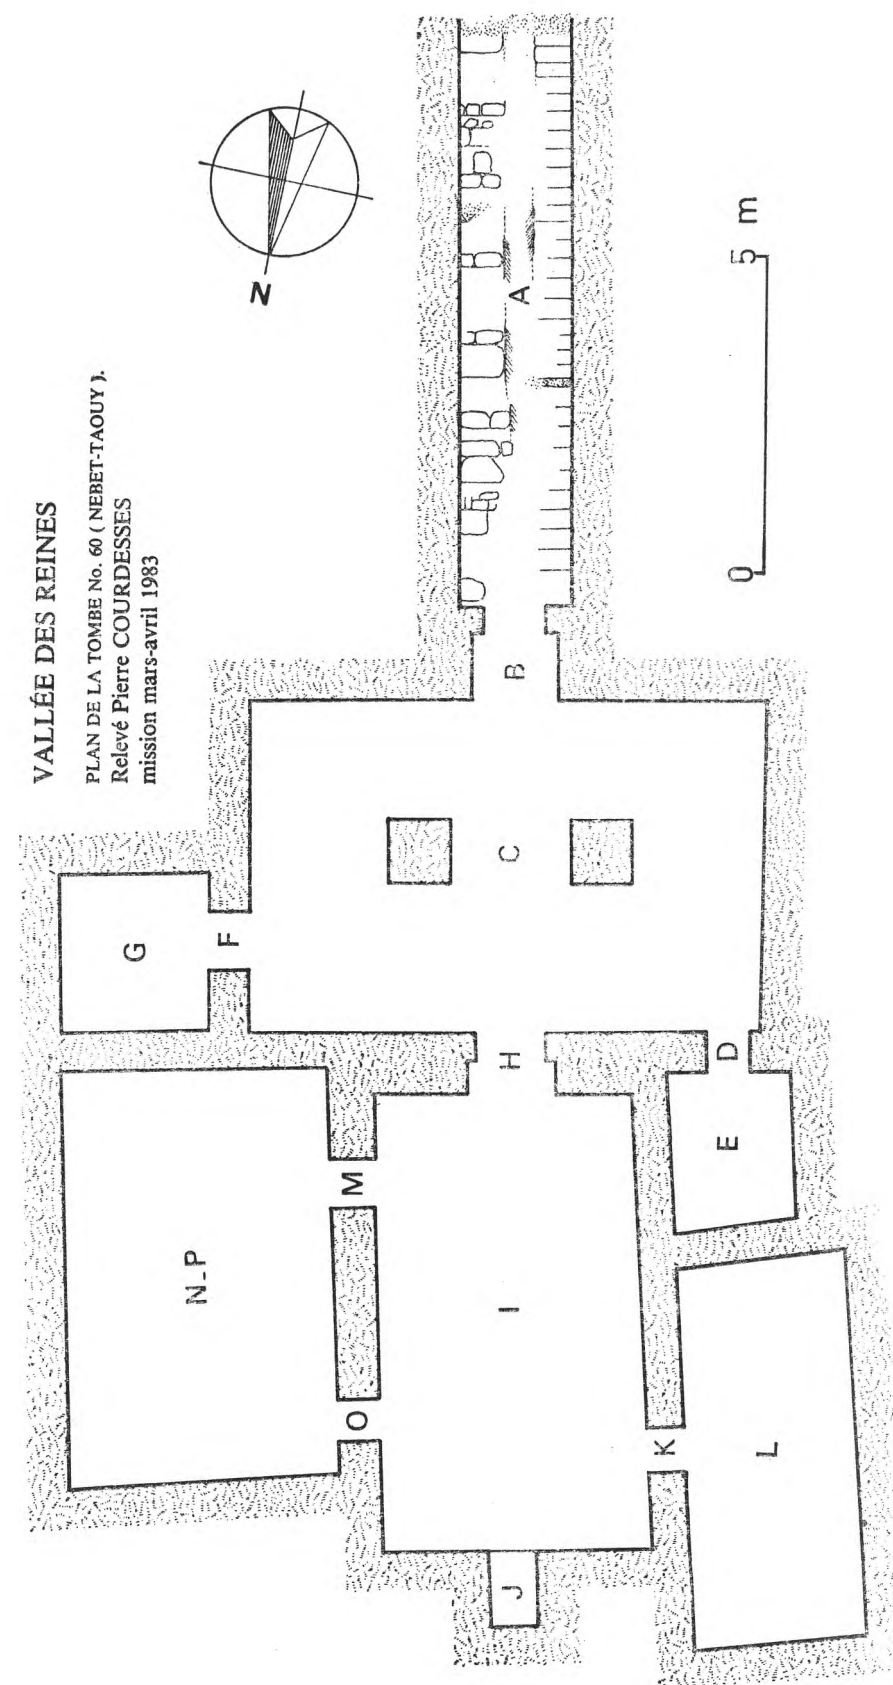 VALLÉE DES REINES
PLAN DE LA TOMBE No. 60 ( NEBET-TAOUY ).
Relevé Pierre COURDESSES
mission mars-avril 1983
N
A
0 5 m
B
C
F
G
H
D
E
M
N_P
I
O
K
L
J